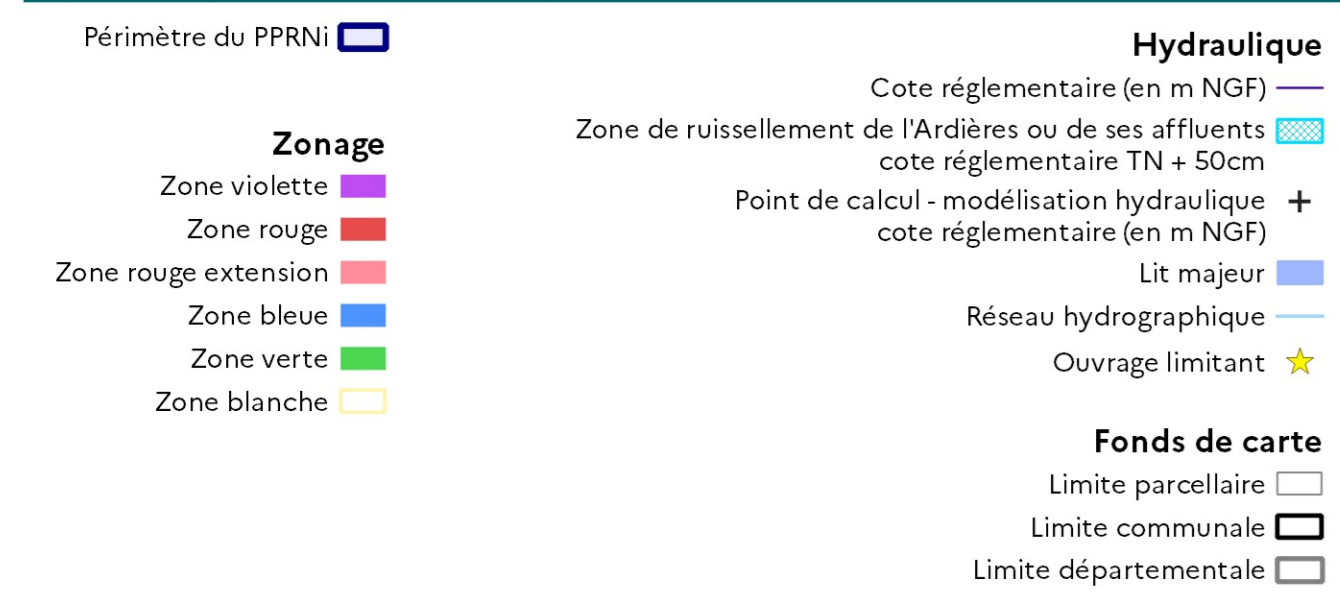 Périmètre du PPRNi
Zonage
Zone violette
Zone rouge
Zone rouge extension
Zone bleue
Zone verte
Zone blanche
Hydraulique
Cote réglementaire (en m NGF)
Zone de ruissellement de l'Ardières ou de ses affluents
cote réglementaire TN + 50cm
Point de calcul - modélisation hydraulique
cote réglementaire (en m NGF)
Lit majeur
Réseau hydrographique
Ouvrage limitant
Fonds de carte
Limite parcellaire
Limite communale
Limite départementale